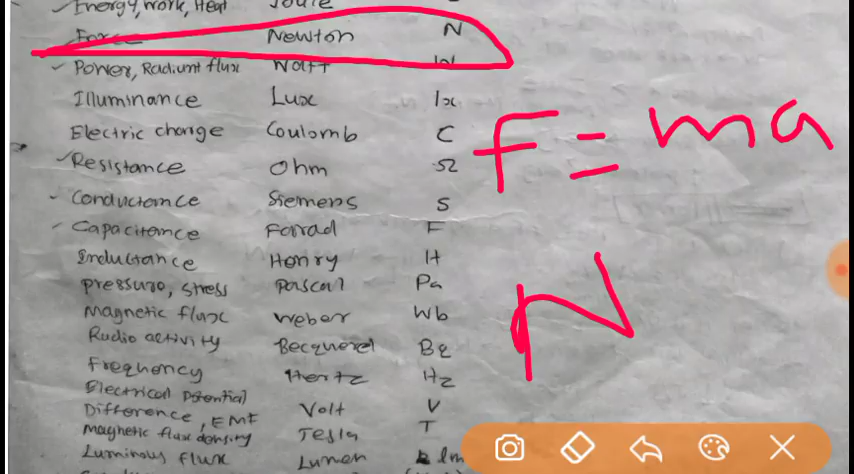 Energy, work, Heat Joule
Force Newton N
Power, Radiunt flux Watt W
Illuminance Lux lx
Electric charge Coulomb C
F = ma
Resistance Ohm Ω
Conductance Siemens S
Capacitance Farad F
Inductance Henry H
N
pressure, stress pascal Pa
Magnetic flux weber Wb
Radio activity Becquerel Bq
Frequency Hertz Hz
Electrical potential
Difference, EMF Volt V
Magnetic flux density Tesla T
Luminous flux Lumen lm